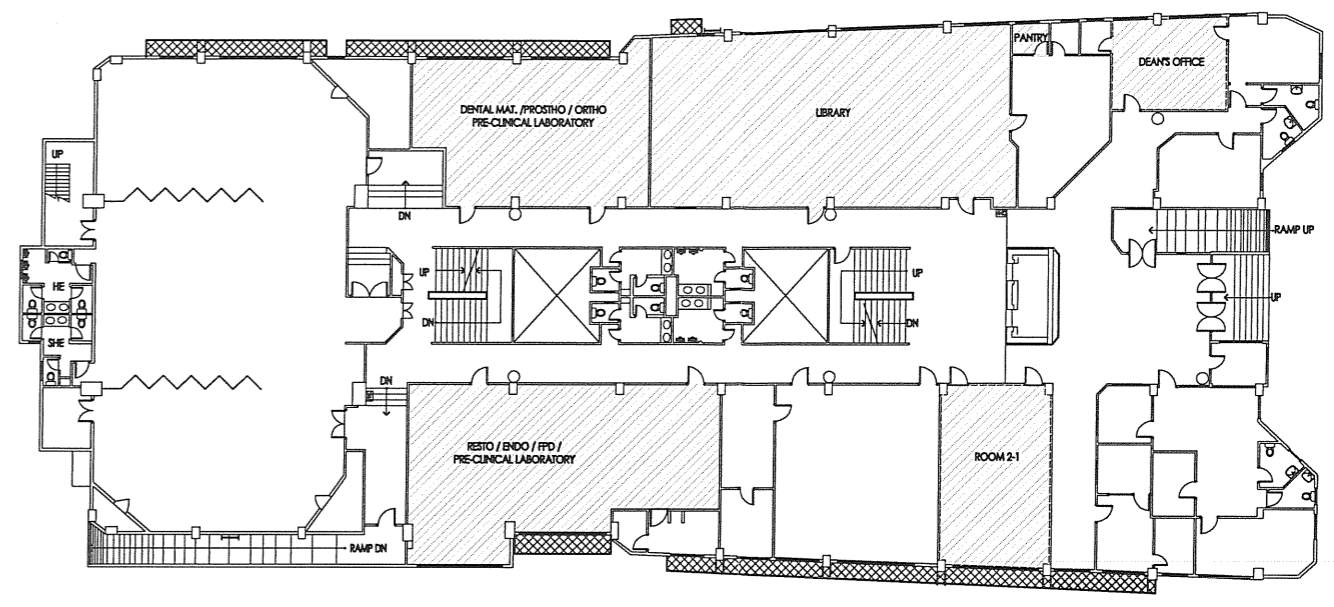 PANTRY
DEAN'S OFFICE
DENTAL MAT. /PROSTHO / ORTHO
PRE-CLINICAL LABORATORY
LIBRARY
UP
DN
RAMP UP
UP
UP
HE
UP
DN
DN
SHE
DN
RESTO / ENDO / FPD /
PRE-CLINICAL LABORATORY
ROOM 2-1
RAMP DN